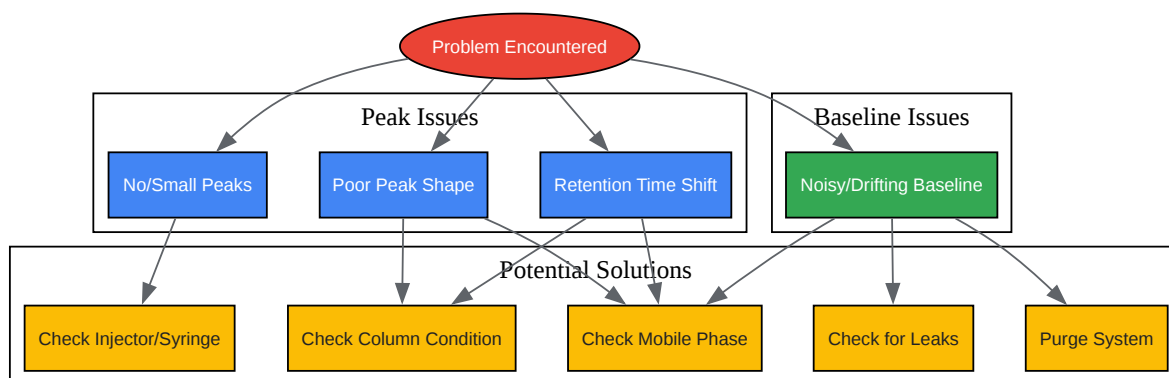 Problem Encountered
Peak Issues
Baseline Issues
No/Small Peaks
Poor Peak Shape
Retention Time Shift
Noisy/Drifting Baseline
Potential Solutions
Check Injector/Syringe
Check Column Condition
Check Mobile Phase
Check for Leaks
Purge System